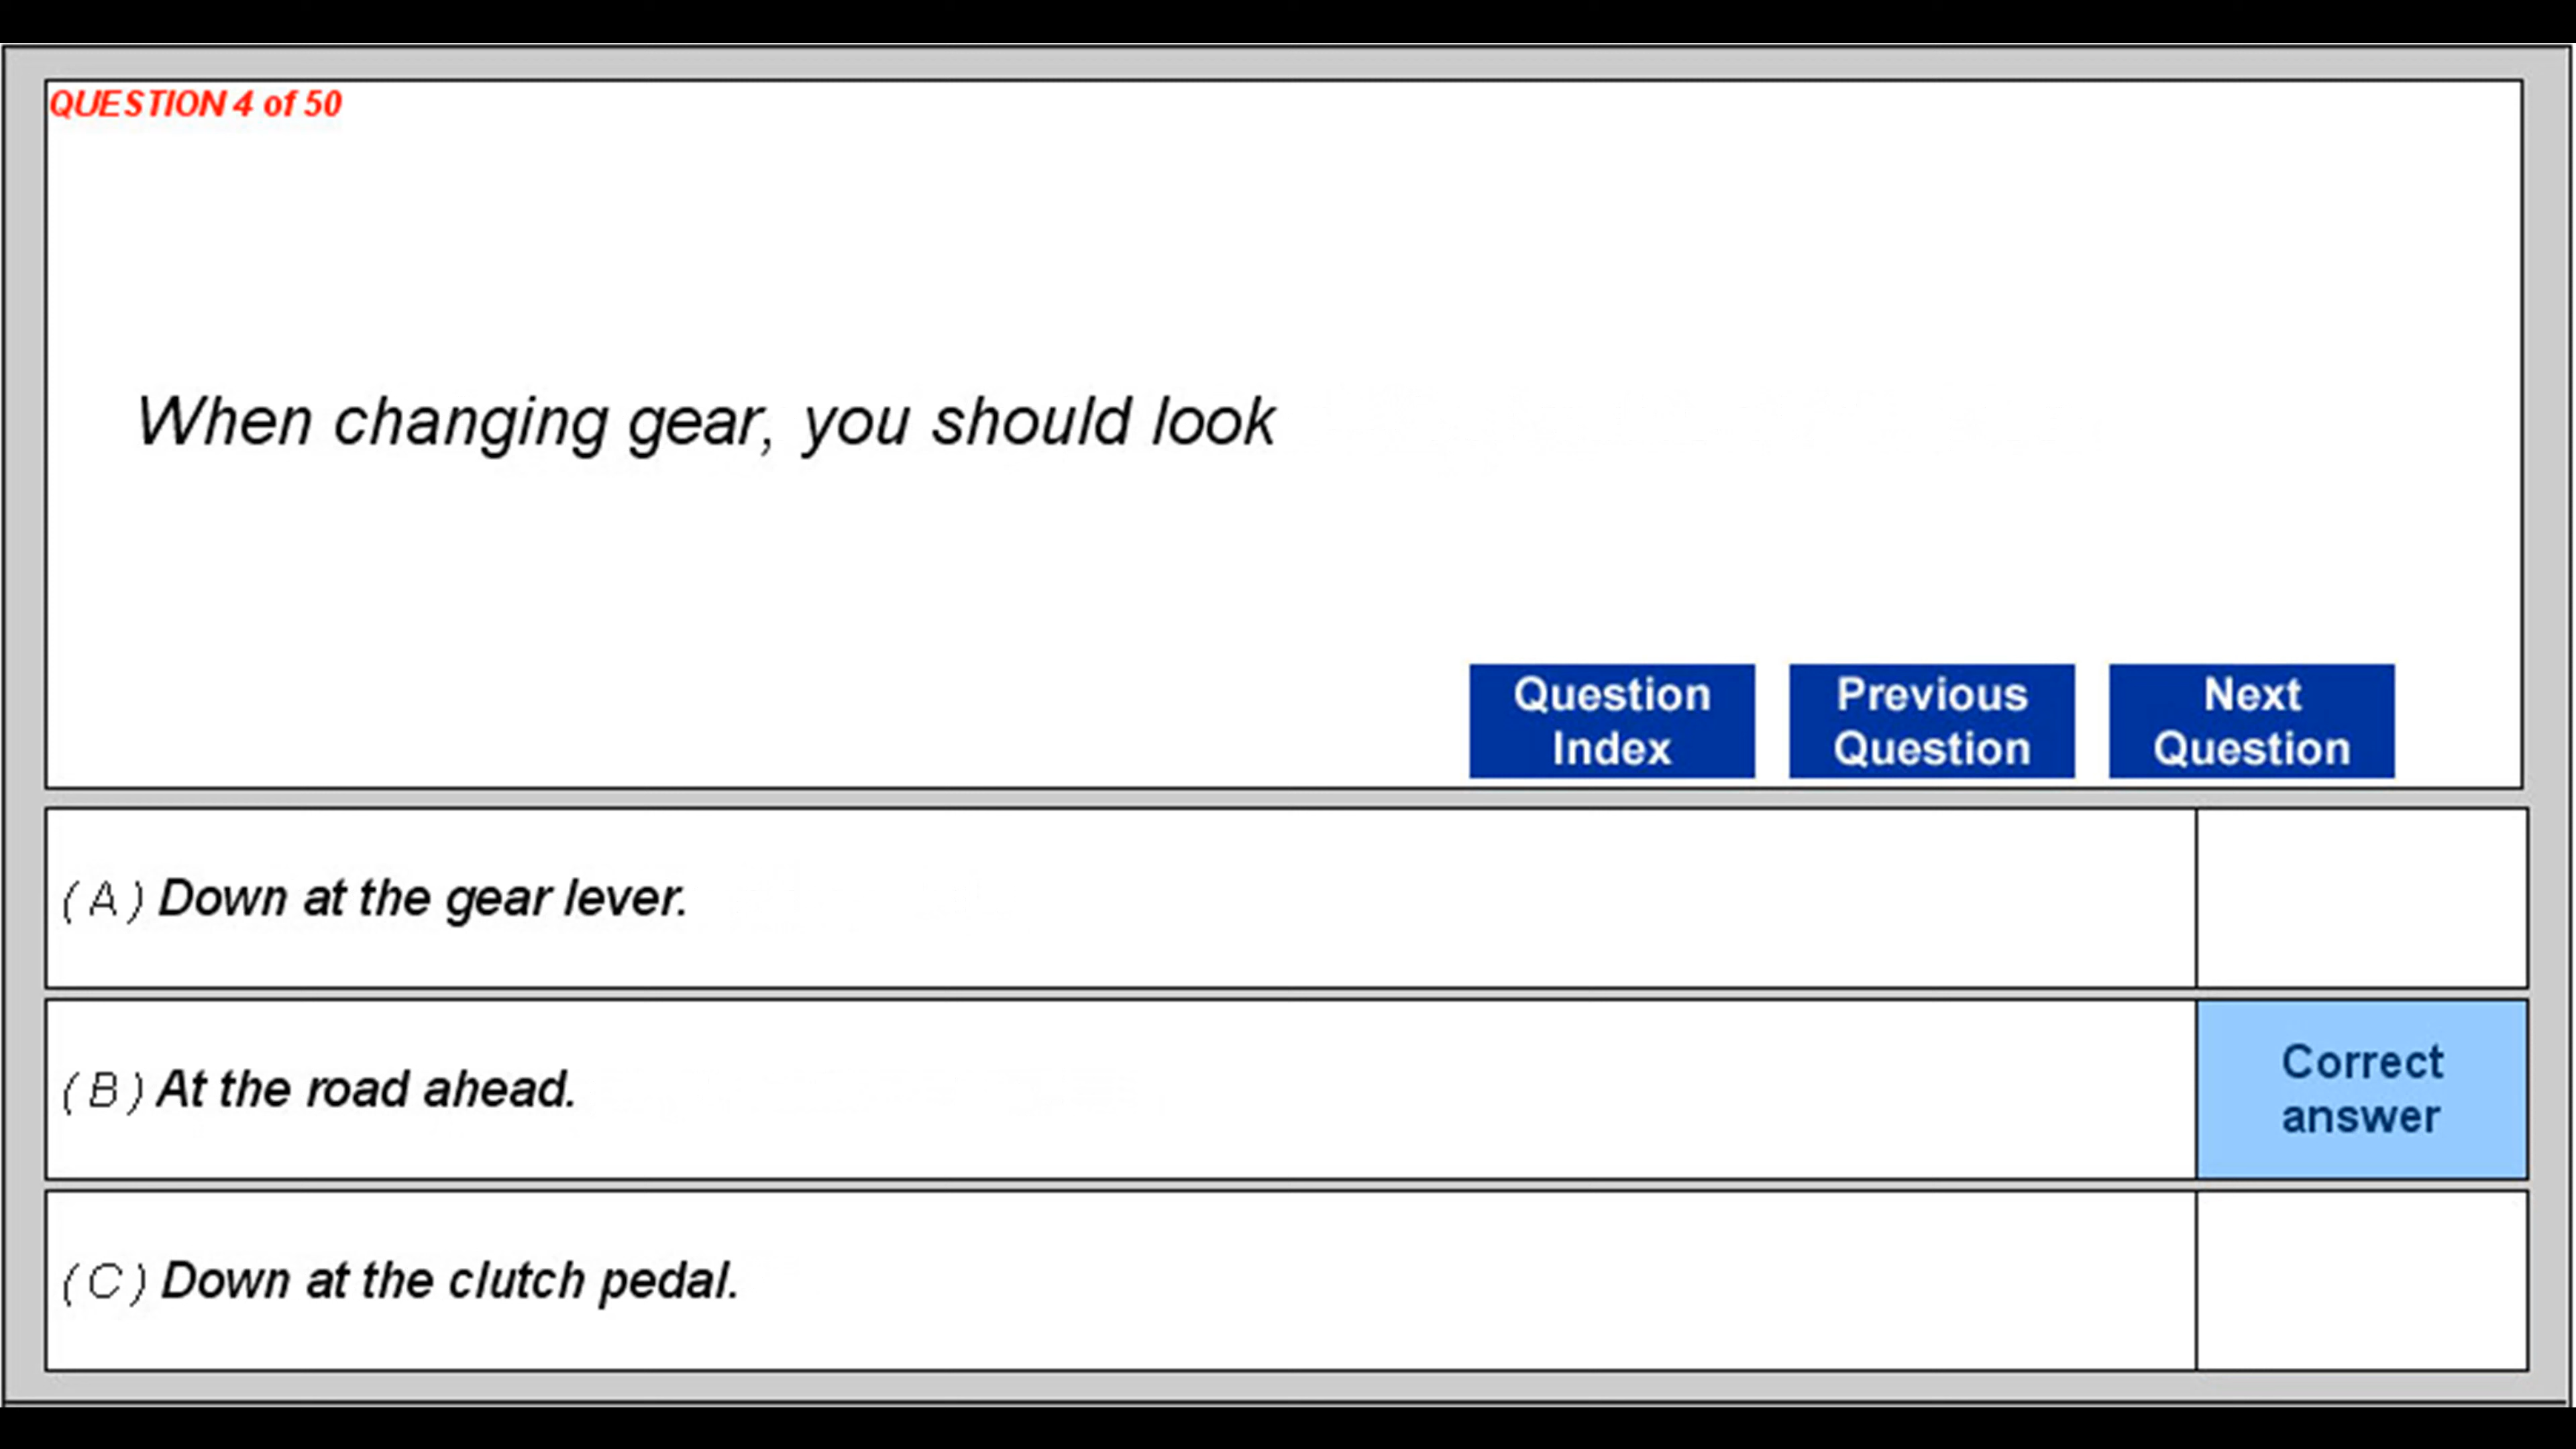 QUESTION 4 of 50
When changing gear, you should look
Question
Index
Previous
Question
Next
Question
(A) Down at the gear lever.
(B) At the road ahead.
Correct
answer
(C) Down at the clutch pedal.